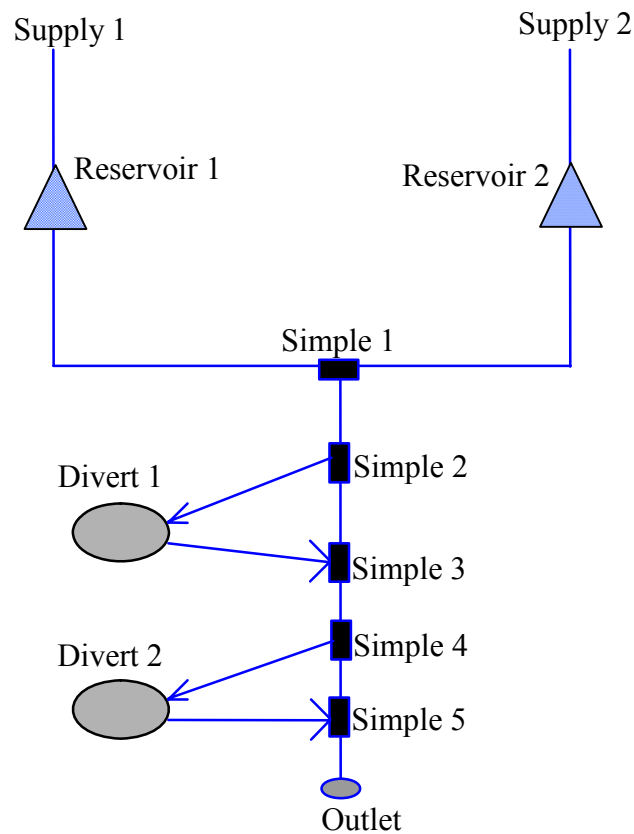 Supply 1
Supply 2
Reservoir 1
Reservoir 2
Simple 1
Simple 2
Divert 1
Simple 3
Simple 4
Divert 2
Simple 5
Outlet